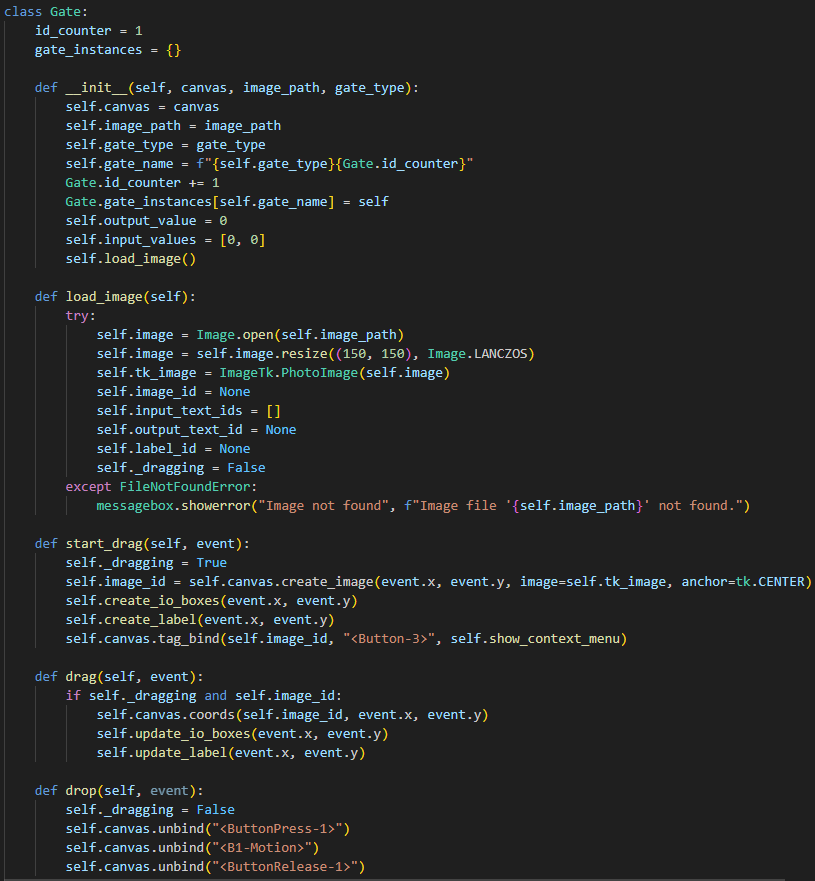 class Gate:
    id_counter = 1
    gate_instances = {}

    def __init__(self, canvas, image_path, gate_type):
        self.canvas = canvas
        self.image_path = image_path
        self.gate_type = gate_type
        self.gate_name = f"{self.gate_type}{Gate.id_counter}"
        Gate.id_counter += 1
        Gate.gate_instances[self.gate_name] = self
        self.output_value = 0
        self.input_values = [0, 0]
        self.load_image()

    def load_image(self):
        try:
            self.image = Image.open(self.image_path)
            self.image = self.image.resize((150, 150), Image.LANCZOS)
            self.tk_image = ImageTk.PhotoImage(self.image)
            self.image_id = None
            self.input_text_ids = []
            self.output_text_id = None
            self.label_id = None
            self._dragging = False
        except FileNotFoundError:
            messagebox.showerror("Image not found", f"Image file '{self.image_path}' not found.")

    def start_drag(self, event):
        self._dragging = True
        self.image_id = self.canvas.create_image(event.x, event.y, image=self.tk_image, anchor=tk.CENTER)
        self.create_io_boxes(event.x, event.y)
        self.create_label(event.x, event.y)
        self.canvas.tag_bind(self.image_id, "<Button-3>", self.show_context_menu)

    def drag(self, event):
        if self._dragging and self.image_id:
            self.canvas.coords(self.image_id, event.x, event.y)
            self.update_io_boxes(event.x, event.y)
            self.update_label(event.x, event.y)

    def drop(self, event):
        self._dragging = False
        self.canvas.unbind("<ButtonPress-1>")
        self.canvas.unbind("<B1-Motion>")
        self.canvas.unbind("<ButtonRelease-1>")